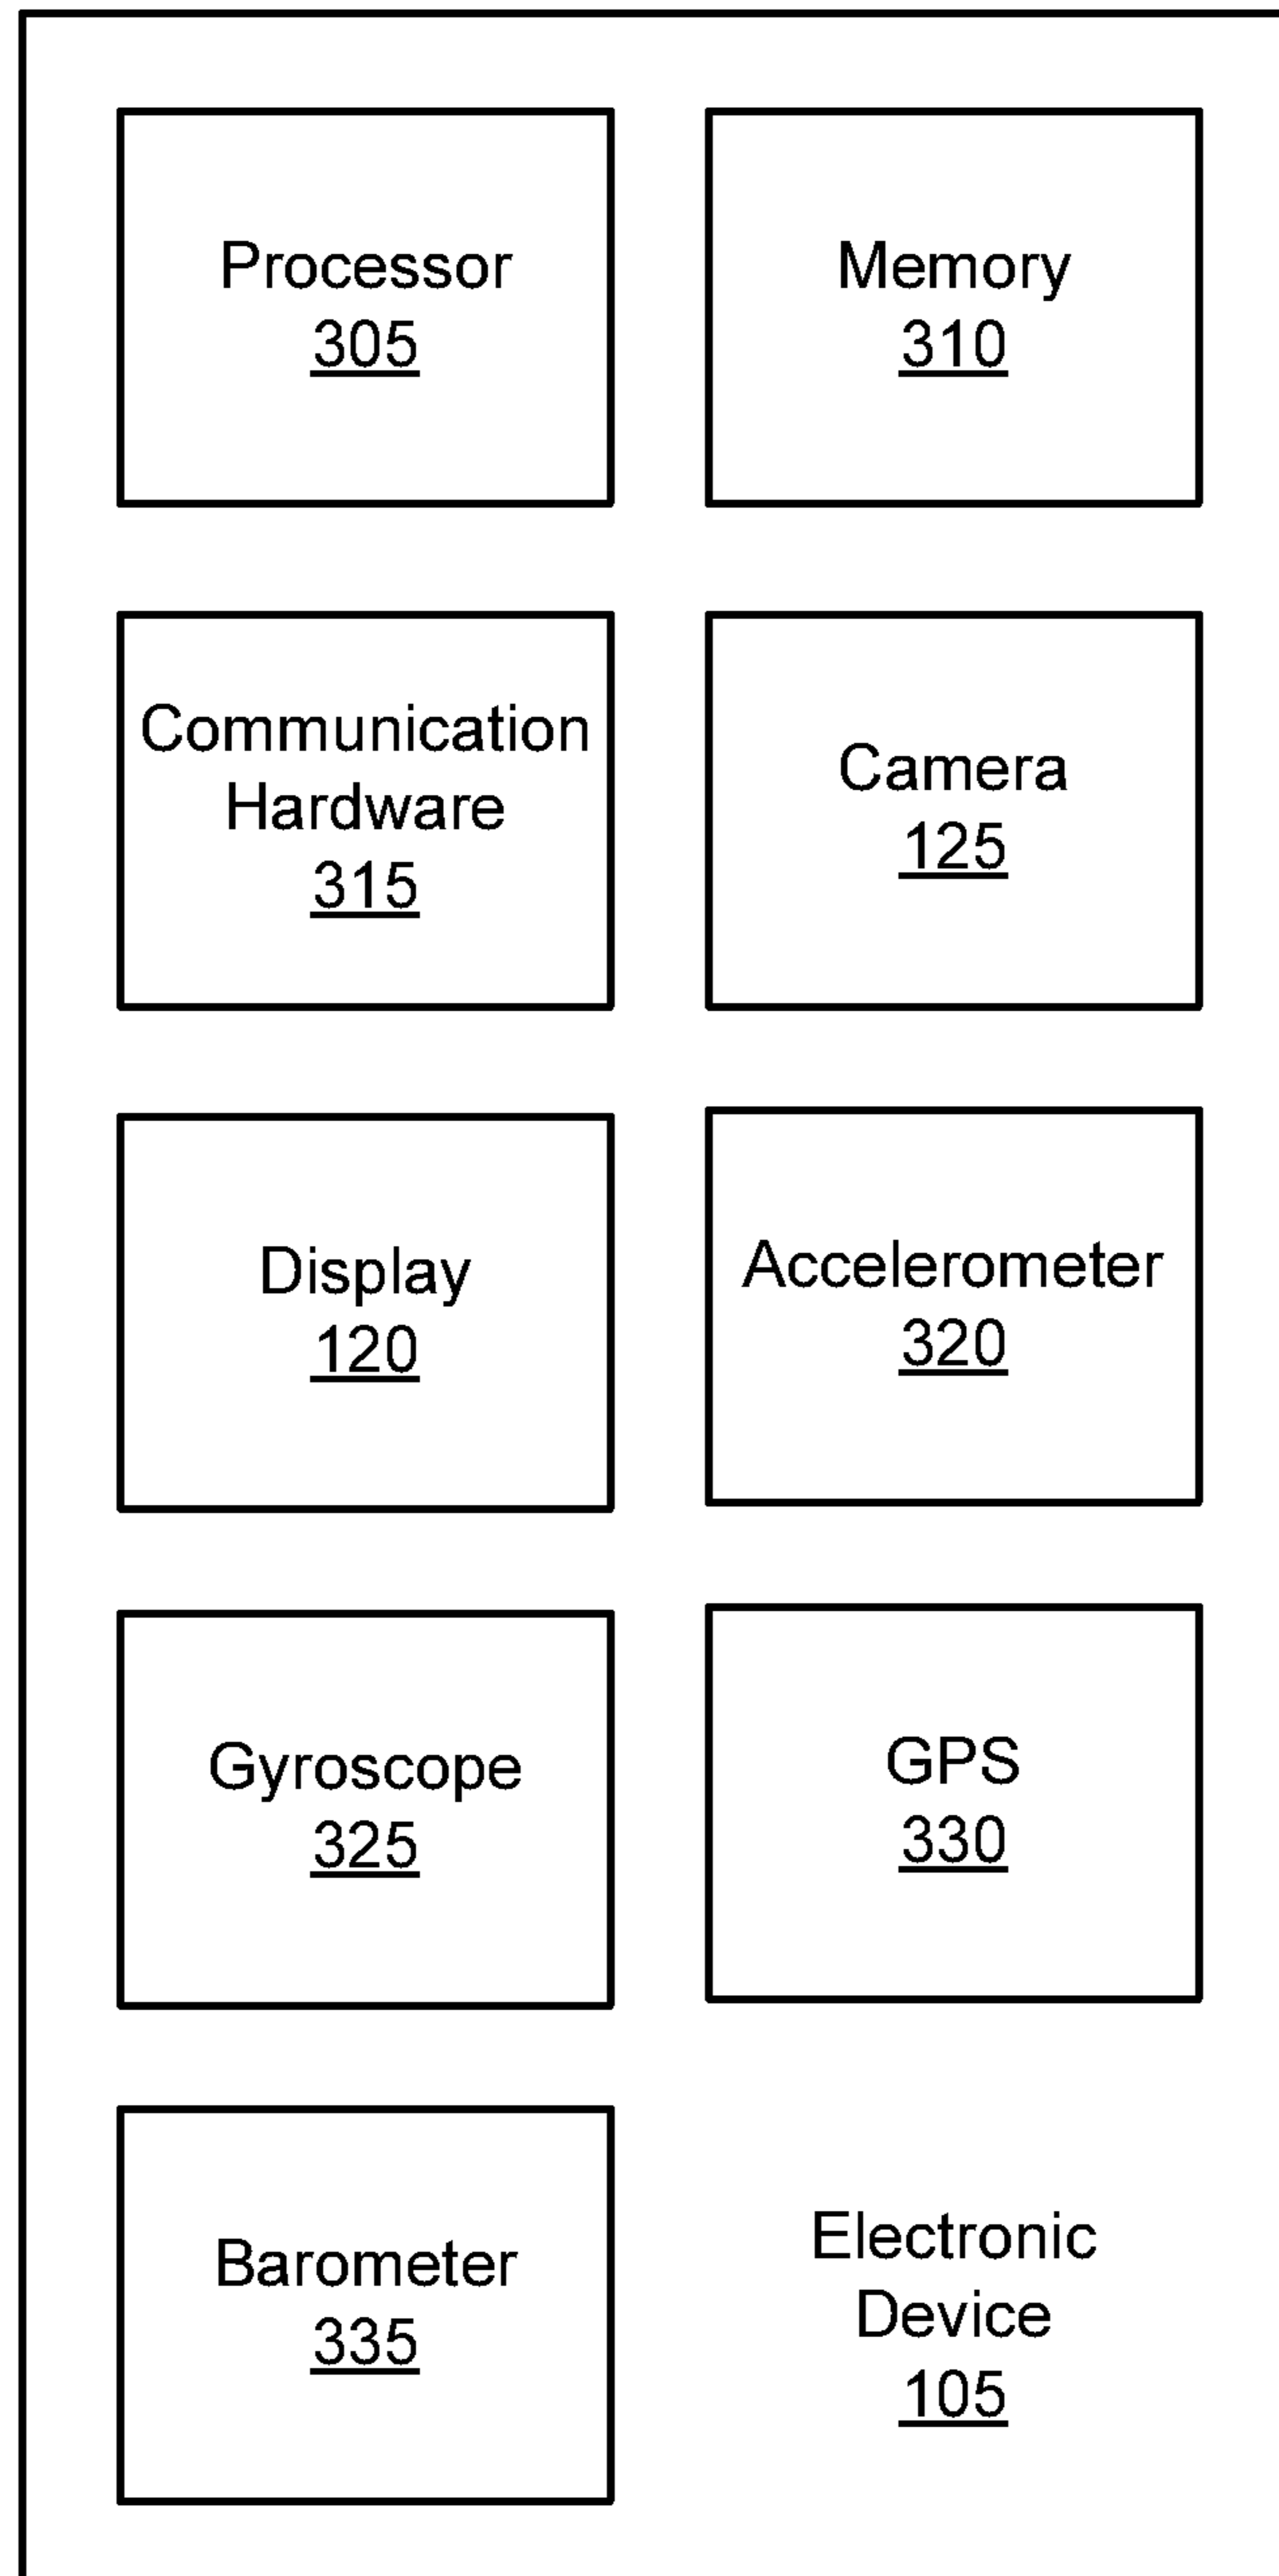 Processor
305
Memory
310
Communication
Hardware
315
Camera
125
Display
120
Accelerometer
320
Gyroscope
325
GPS
330
Barometer
335
Electronic
Device
105